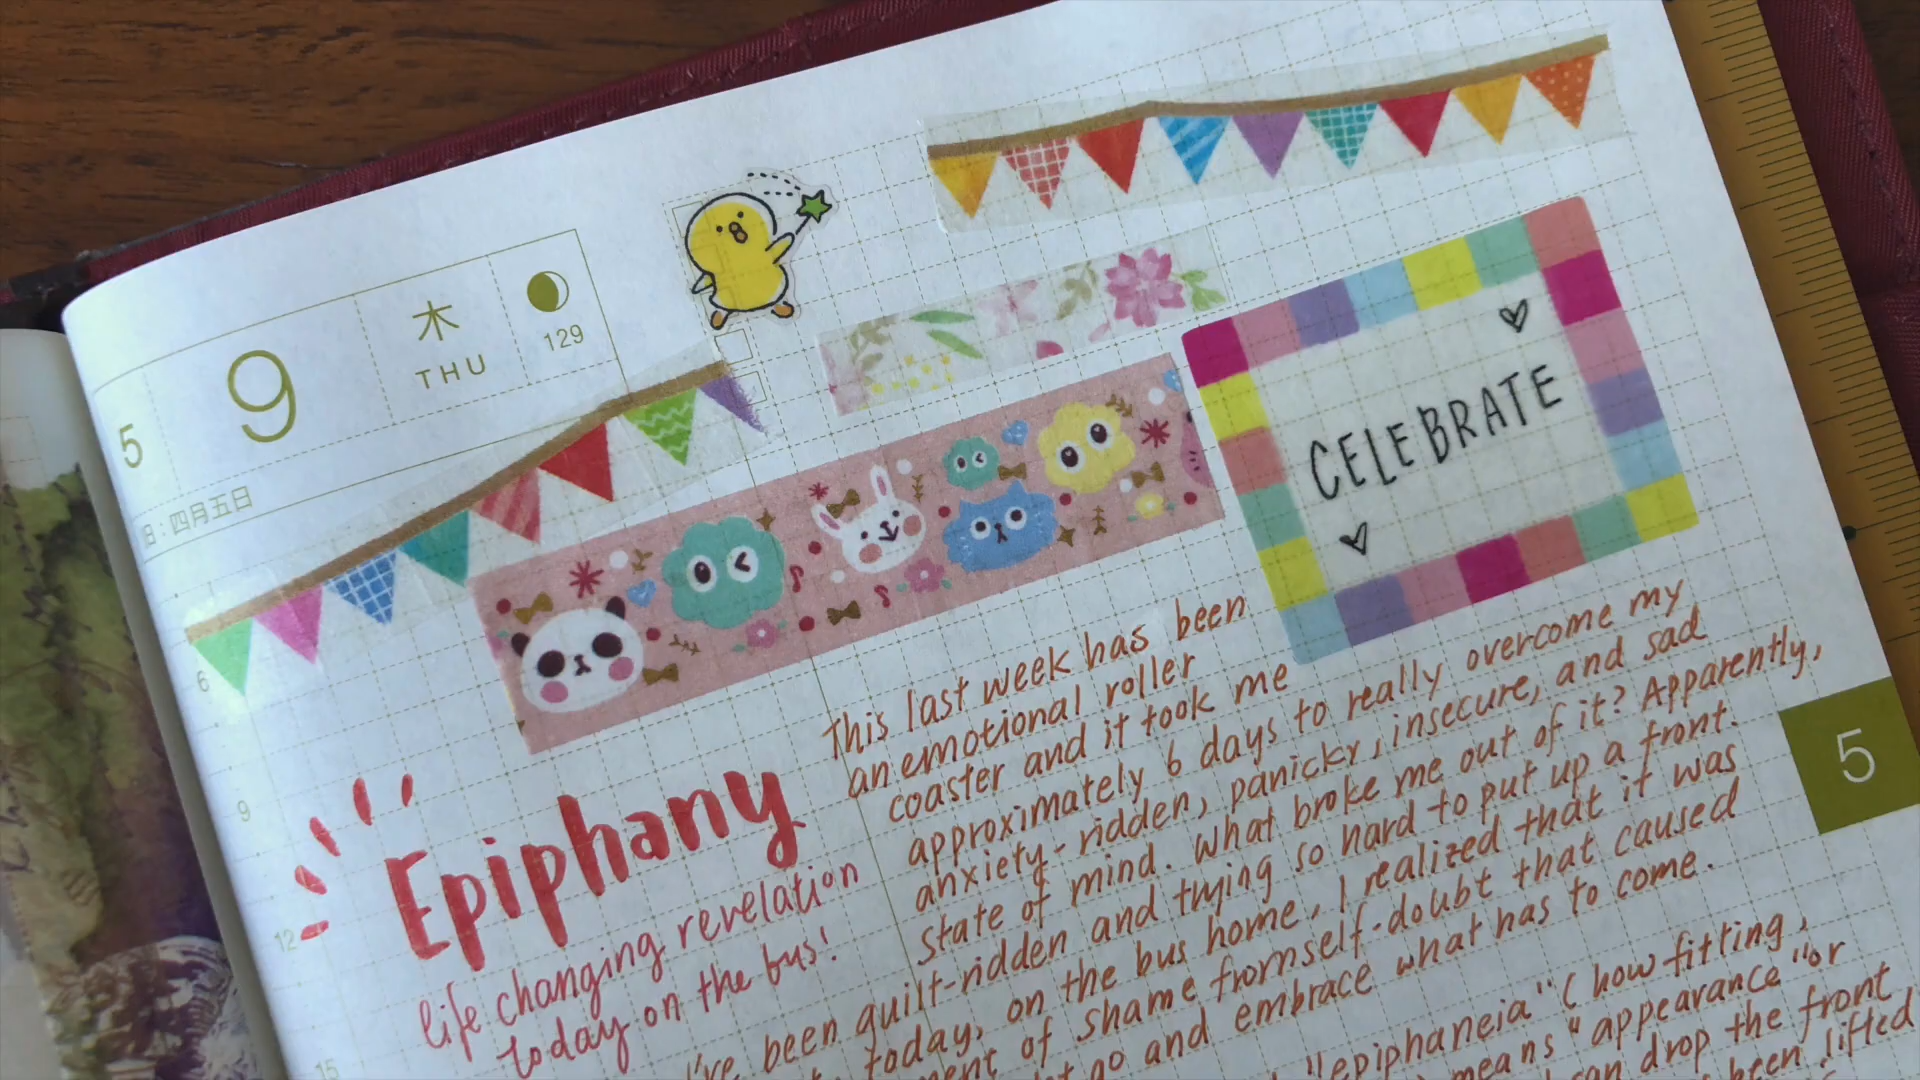 5
9
木
THU
129
旧:四月五日
CELEBRATE
6
9
12
15
5
Epiphany
life changing revelation
today on the bus!
This last week has been
an emotional roller
coaster and it took me
approximately 6 days to really overcome my
anxiety-ridden, panicky, insecure, and sad
state of mind. What broke me out of it? Apparently,
I've been guilt-ridden and trying so hard to put up a front.
today, on the bus home, I realized that it was
of shame from self-doubt that caused
go and embrace what has to come.
"epiphaneia" (how fitting,
means "appearance" or
can drop the front
been lifted